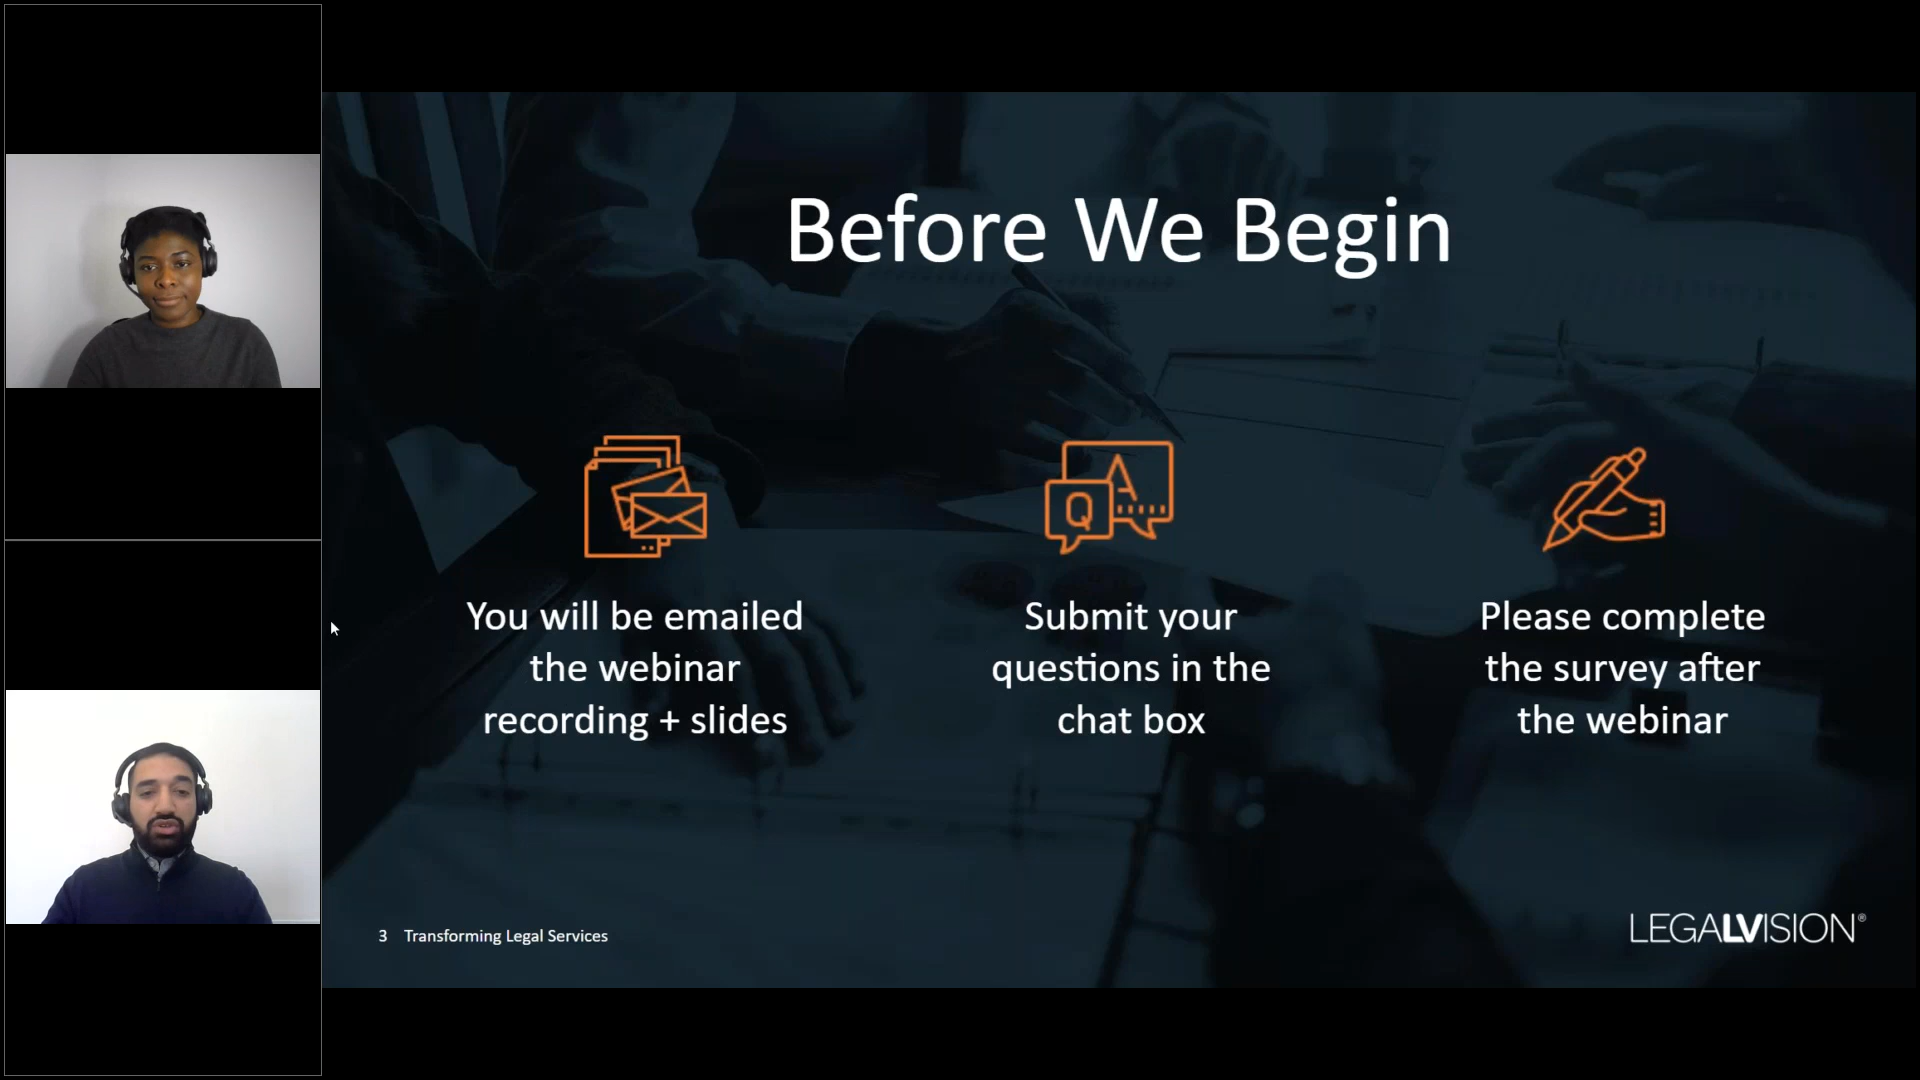 Before We Begin
Q
A
You will be emailed
the webinar
recording + slides
Submit your
questions in the
chat box
Please complete
the survey after
the webinar
3 Transforming Legal Services
LEGALVISION®